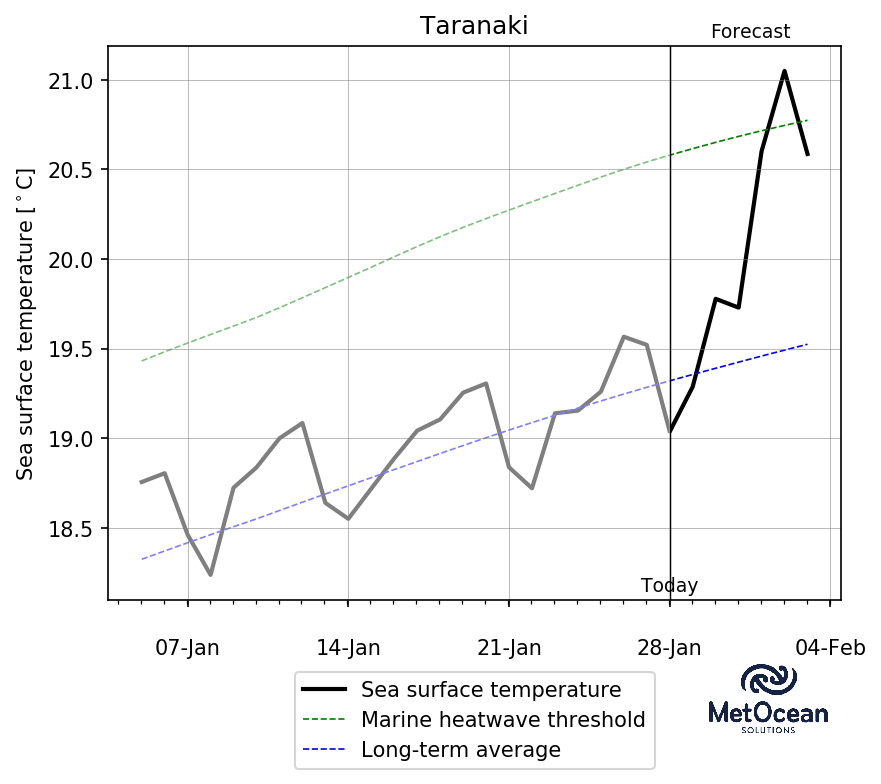 Taranaki
Forecast
Sea surface temperature [°C]
21.0
20.5
20.0
19.5
19.0
18.5
Today
07-Jan 14-Jan 21-Jan 28-Jan 04-Feb
Sea surface temperature
Marine heatwave threshold
Long-term average
MetOcean
SOLUTIONS